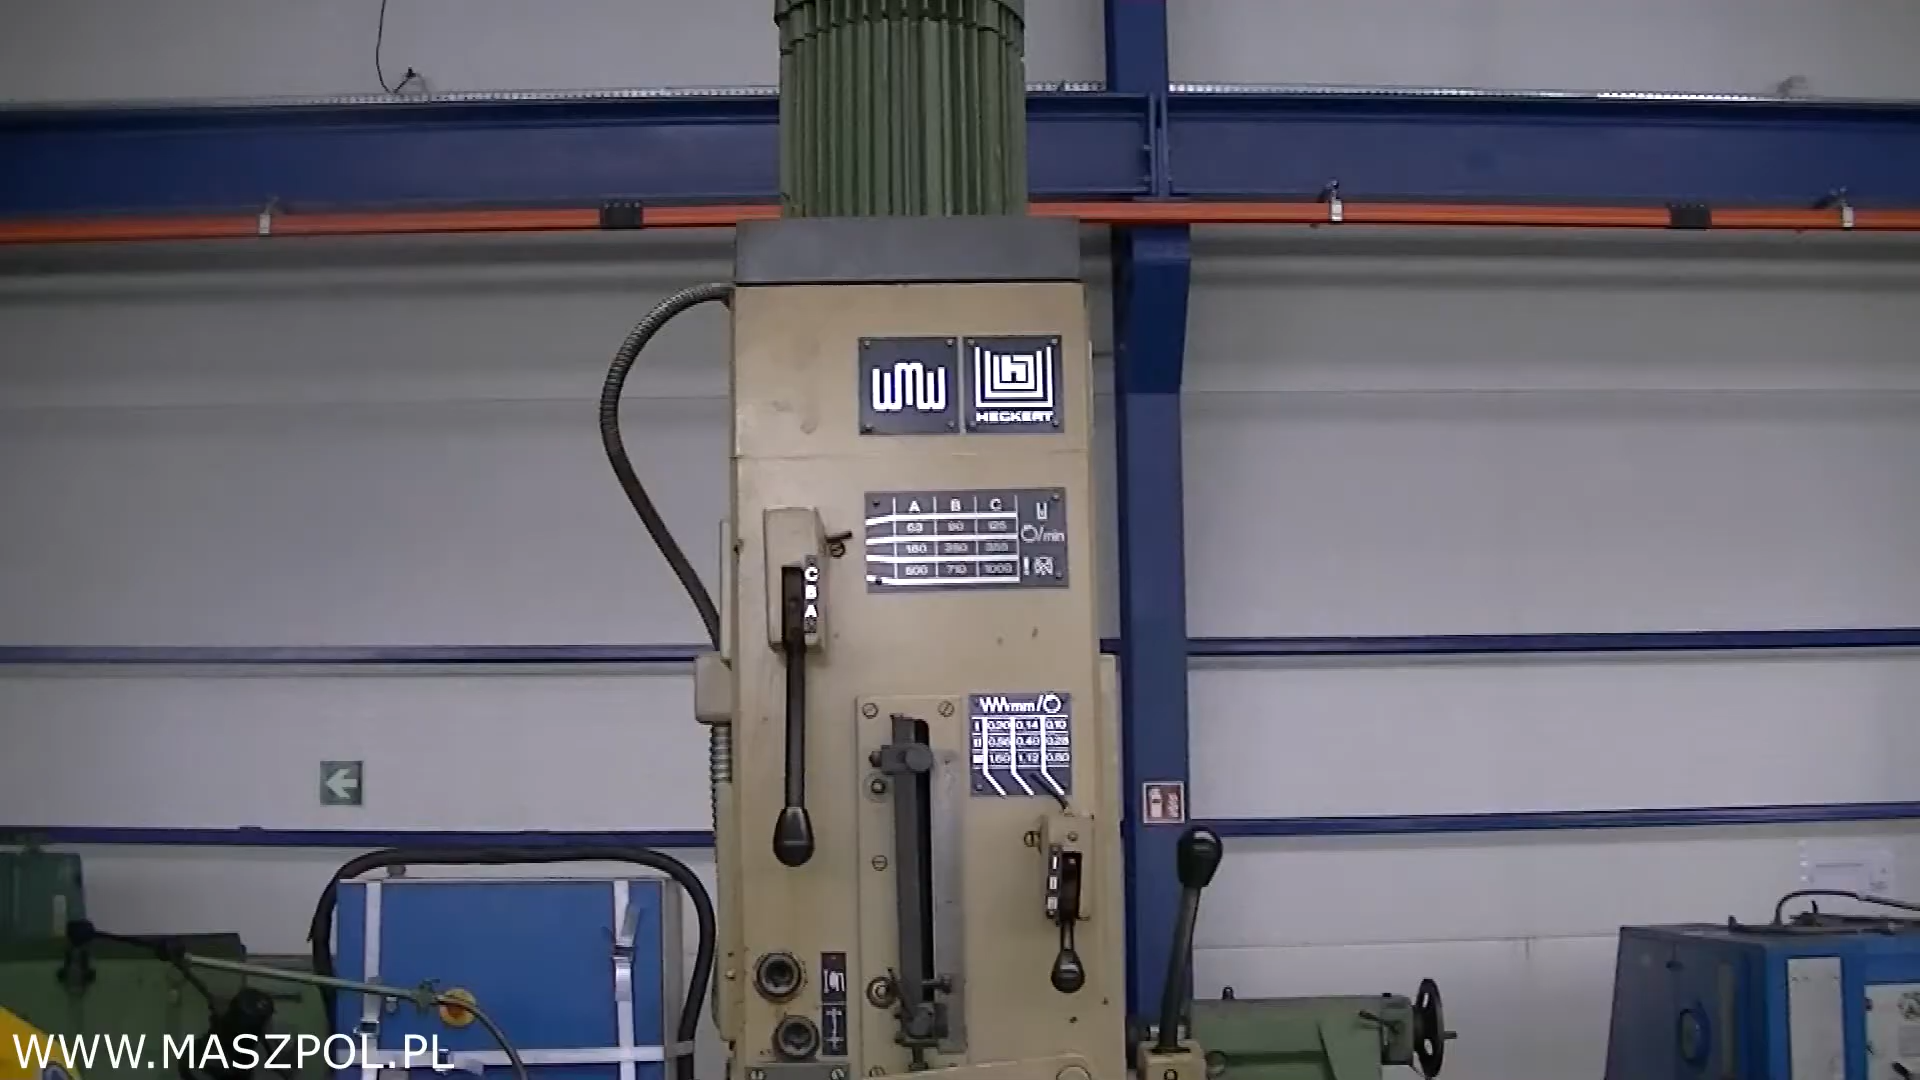 WMW
HECKERT
A B C
63 90 125
180 250 355
500 710 1000
/min
C
B
A
mm/
I 0.20 0.14 0.10
II 0.56 0.40 0.28
III 1.60 1.12 0.80
WWW.MASZPOL.PL